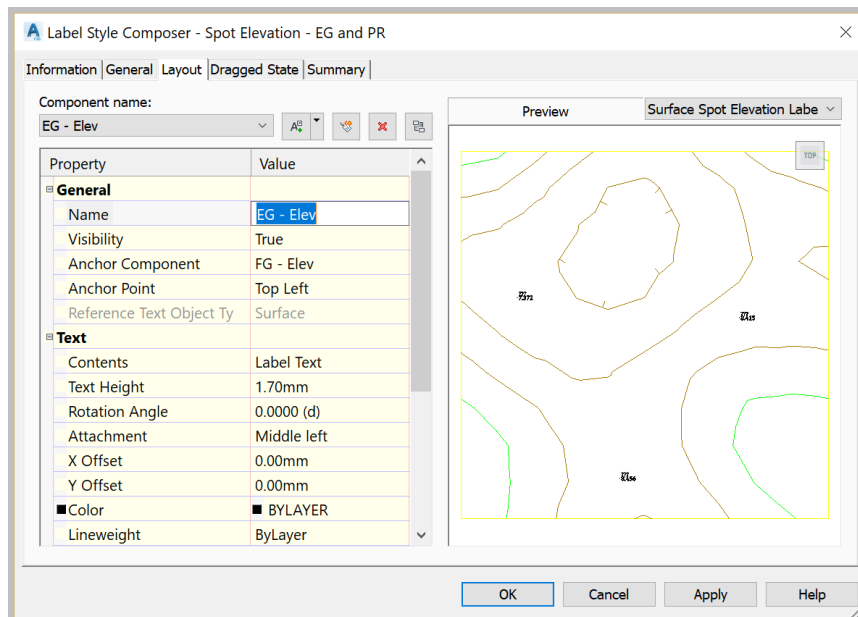 Label Style Composer - Spot Elevation - EG and PR
Information General Layout Dragged State Summary
Component name:
EG - Elev
Preview
Surface Spot Elevation Labe
Property Value
General
Name EG - Elev
Visibility True
Anchor Component FG - Elev
Anchor Point Top Left
Reference Text Object Ty Surface
Text
Contents Label Text
Text Height 1.70mm
Rotation Angle 0.0000 (d)
Attachment Middle left
X Offset 0.00mm
Y Offset 0.00mm
Color BYLAYER
Lineweight ByLayer
TOP
OK Cancel Apply Help